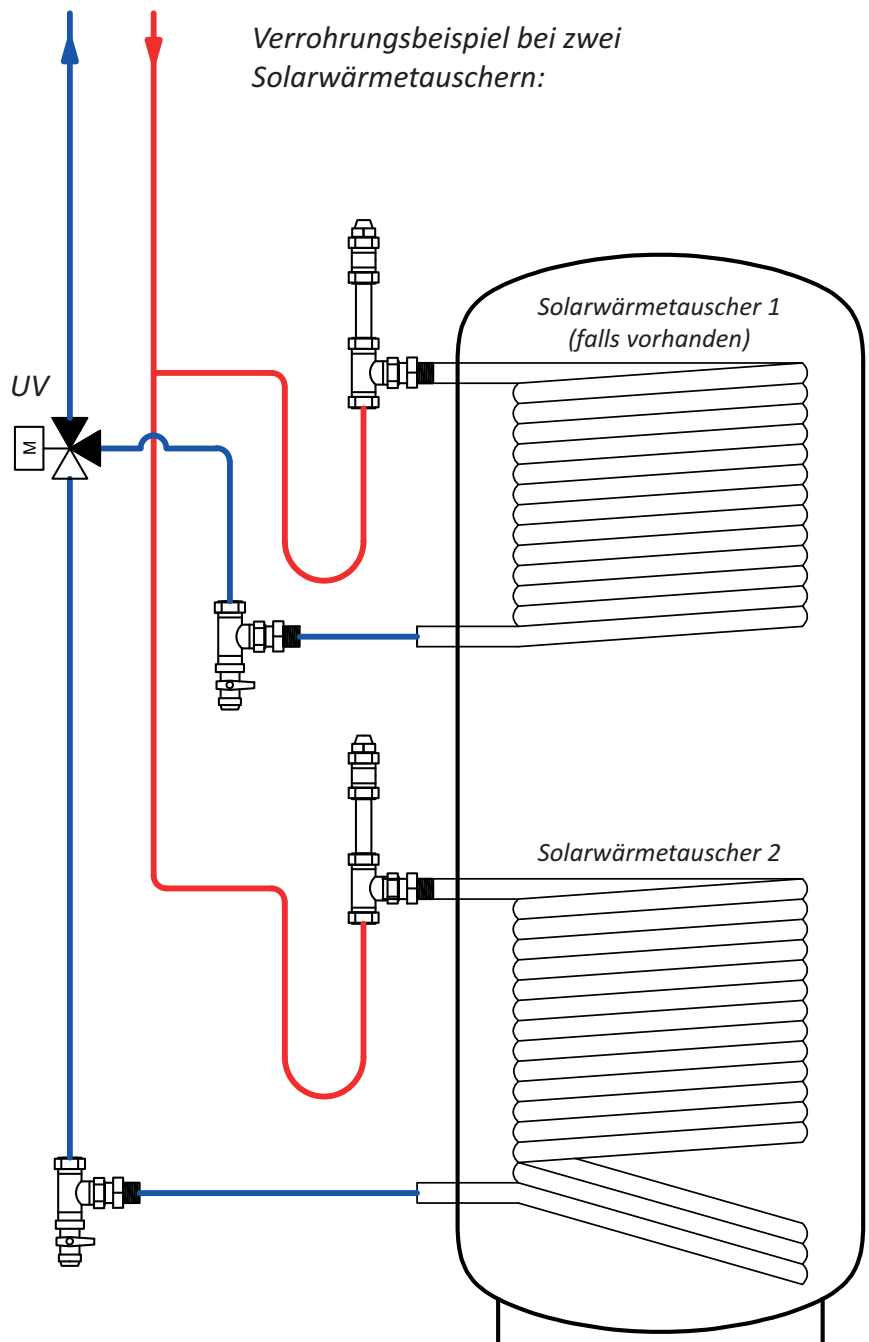 Verrohrungsbeispiel bei zwei
Solarwärmetauschern:
Solarwärmetauscher 1
(falls vorhanden)
UV
M
Solarwärmetauscher 2